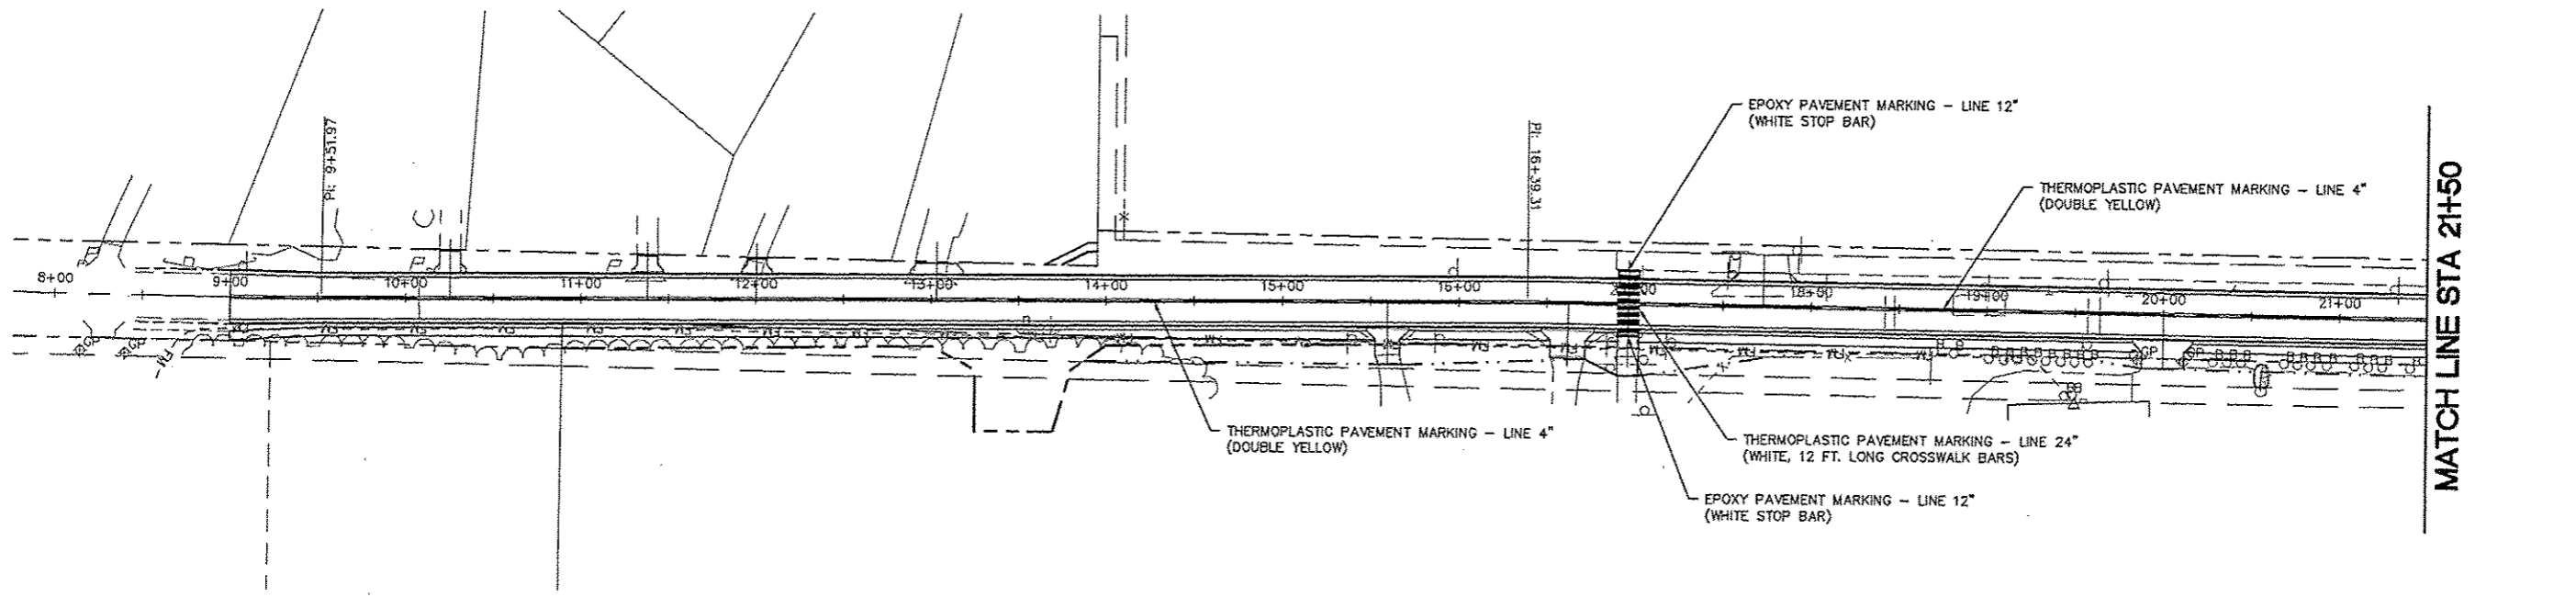 EPOXY PAVEMENT MARKING – LINE 12"
(WHITE STOP BAR)
THERMOPLASTIC PAVEMENT MARKING – LINE 4"
(DOUBLE YELLOW)
PI: 9+51.97
PI: 16+39.31
MATCH LINE STA 21+50
8+00
9+00
10+00
11+00
12+00
13+00
14+00
15+00
16+00
18+00
19+00
20+00
21+00
FM
GP
GP
THERMOPLASTIC PAVEMENT MARKING – LINE 4"
(DOUBLE YELLOW)
THERMOPLASTIC PAVEMENT MARKING – LINE 24"
(WHITE, 12 FT. LONG CROSSWALK BARS)
EPOXY PAVEMENT MARKING – LINE 12"
(WHITE STOP BAR)